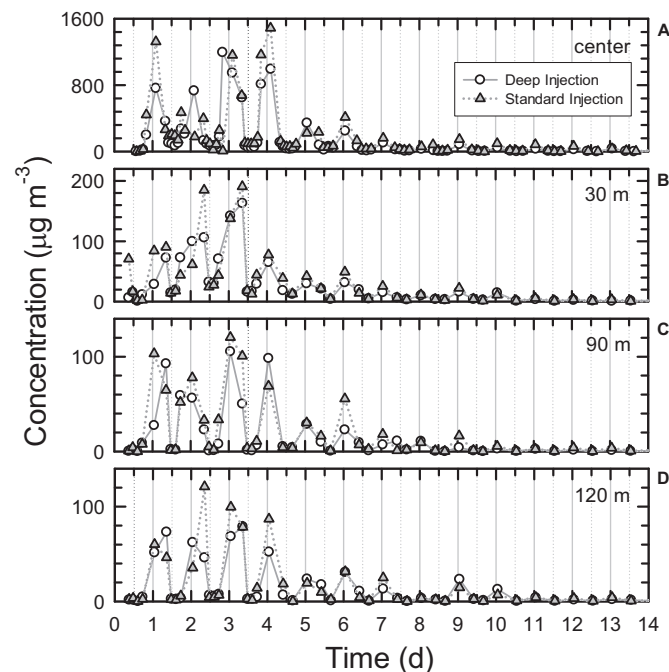 1600
A
center
800
Deep Injection
Standard Injection
0
200
B
30 m
100
0
Concentration (µg m⁻³)
C
90 m
100
0
D
120 m
100
0
0 1 2 3 4 5 6 7 8 9 10 11 12 13 14
Time (d)